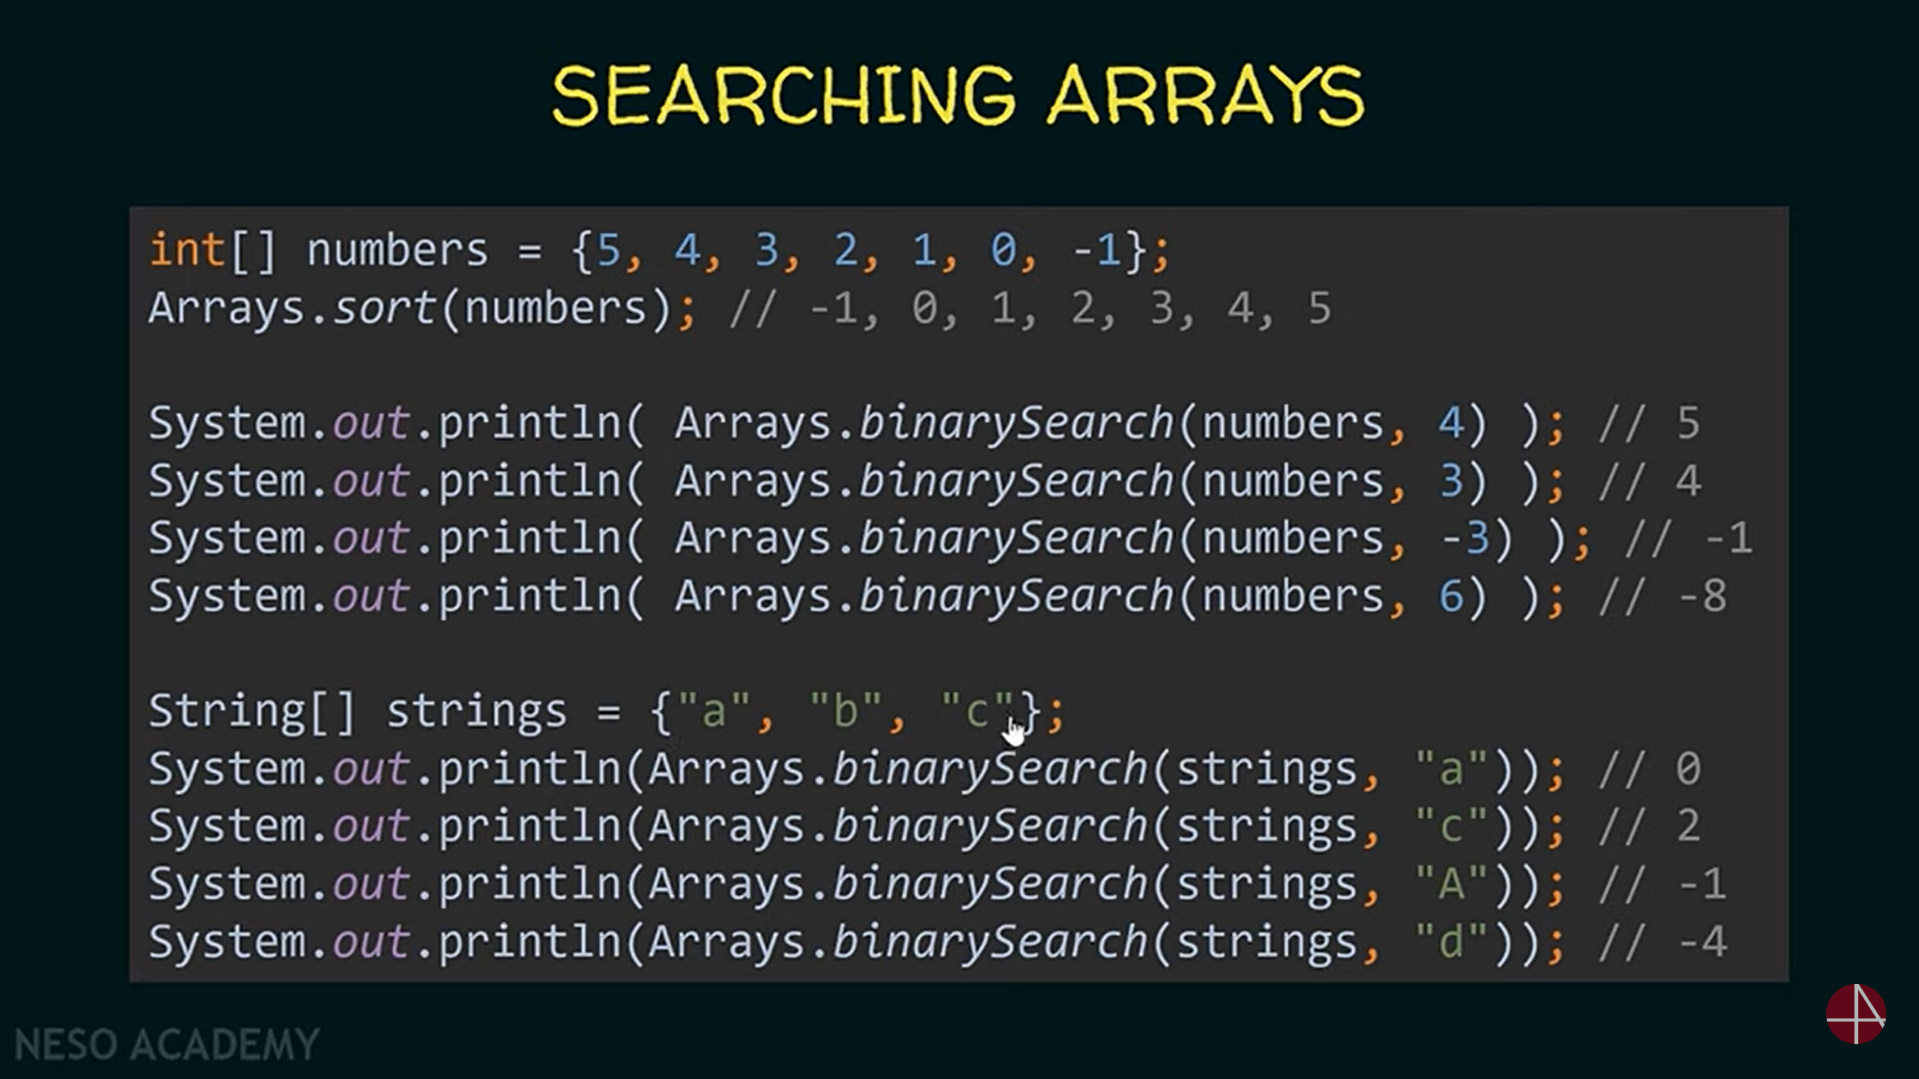 SEARCHING ARRAYS
int[] numbers = {5, 4, 3, 2, 1, 0, -1};
Arrays.sort(numbers); // -1, 0, 1, 2, 3, 4, 5
System.out.println( Arrays.binarySearch(numbers, 4) ); // 5
System.out.println( Arrays.binarySearch(numbers, 3) ); // 4
System.out.println( Arrays.binarySearch(numbers, -3) ); // -1
System.out.println( Arrays.binarySearch(numbers, 6) ); // -8
String[] strings = {"a", "b", "c"};
System.out.println(Arrays.binarySearch(strings, "a")); // 0
System.out.println(Arrays.binarySearch(strings, "c")); // 2
System.out.println(Arrays.binarySearch(strings, "A")); // -1
System.out.println(Arrays.binarySearch(strings, "d")); // -4
NESO ACADEMY